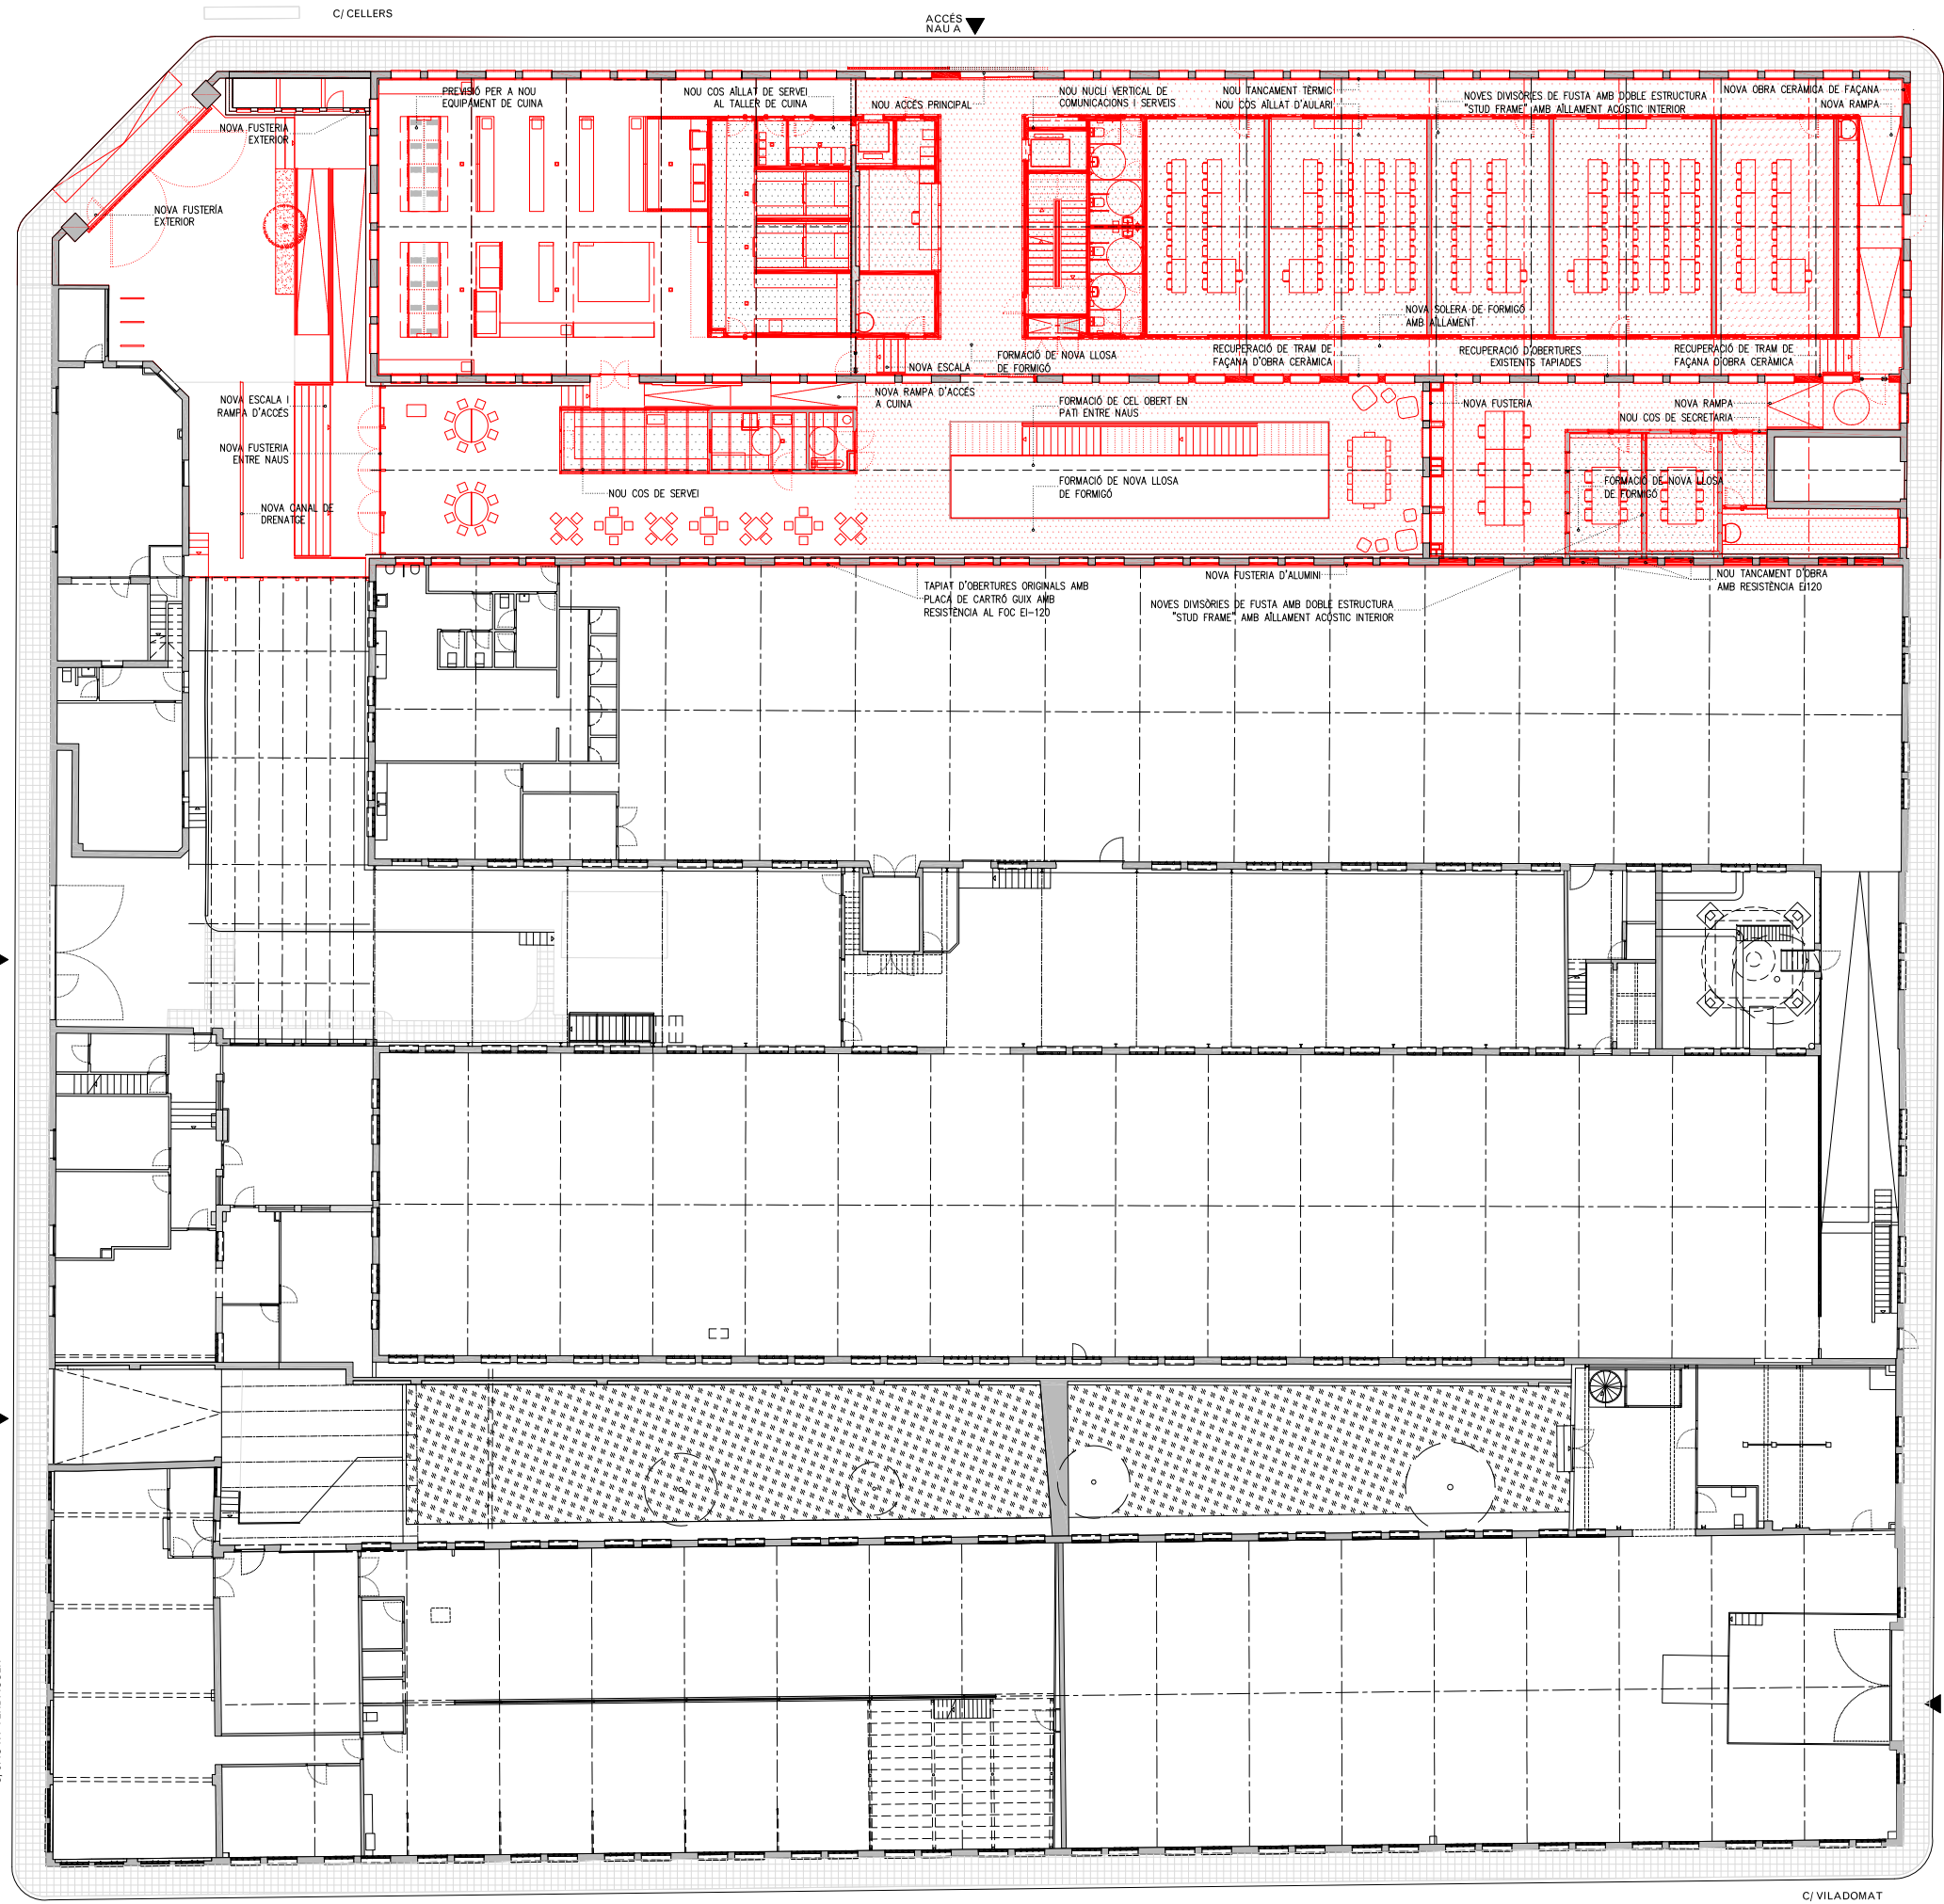 C/ CELLERS
ACCÉS
NAU A
PREVISIÓ PER A NOU
EQUIPAMENT DE CUINA
NOU COS AÏLLAT DE SERVEI
AL TALLER DE CUINA
NOU ACCÉS PRINCIPAL
NOU NUCLI VERTICAL DE
COMUNICACIONS I SERVEIS
NOU TANCAMENT TÈRMIC
NOU COS AÏLLAT D'AULARI
NOVES DIVISÒRIES DE FUSTA AMB DOBLE ESTRUCTURA
"STUD FRAME" AMB AÏLLAMENT ACÚSTIC INTERIOR
NOVA OBRA CERÀMICA DE FAÇANA
NOVA RAMPA
NOVA FUSTERIA
EXTERIOR
NOVA FUSTERÍA
EXTERIOR
NOVA SOLERA DE FORMIGÓ
AMB AÏLLAMENT
FORMACIÓ DE NOVA LLOSA
DE FORMIGÓ
NOVA ESCALA
RECUPERACIÓ DE TRAM DE
FAÇANA D'OBRA CERÀMICA
RECUPERACIÓ D'OBERTURES
EXISTENTS TAPIADES
RECUPERACIÓ DE TRAM DE
FAÇANA D'OBRA CERÀMICA
NOVA ESCALA I
RAMPA D'ACCÉS
NOVA RAMPA D'ACCÉS
A CUINA
FORMACIÓ DE CEL OBERT EN
PATI ENTRE NAUS
NOVA FUSTERIA
NOVA RAMPA
NOU COS DE SECRETARIA
NOVA FUSTERIA
ENTRE NAUS
NOU COS DE SERVEI
FORMACIÓ DE NOVA LLOSA
DE FORMIGÓ
FORMACIÓ DE NOVA LLOSA
DE FORMIGÓ
NOVA CANAL DE
DRENATGE
TAPIAT D'OBERTURES ORIGINALS AMB
PLACA DE CARTRÓ GUIX AMB
RESISTÈNCIA AL FOC EI-120
NOVA FUSTERIA D'ALUMINI
NOVES DIVISÒRIES DE FUSTA AMB DOBLE ESTRUCTURA
"STUD FRAME" AMB AÏLLAMENT ACÚSTIC INTERIOR
NOU TANCAMENT D'OBRA
AMB RESISTÈNCIA EI120
C/ VILADOMAT